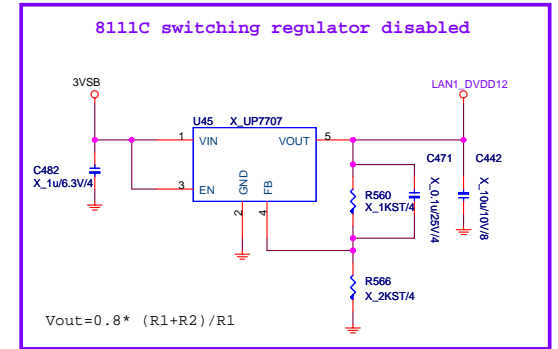 8111C switching regulator disabled
3VSB
LAN1_DVDD12
U45 X_UP7707
1 VIN VOUT 5
3 EN
GND FB
2 4
C482
X_1u/6.3V/4
R560
X_1KST/4
C471
X_0.1u/25V/4
C442
X_10u/10V/8
R566
X_2KST/4
Vout=0.8* (R1+R2)/R1